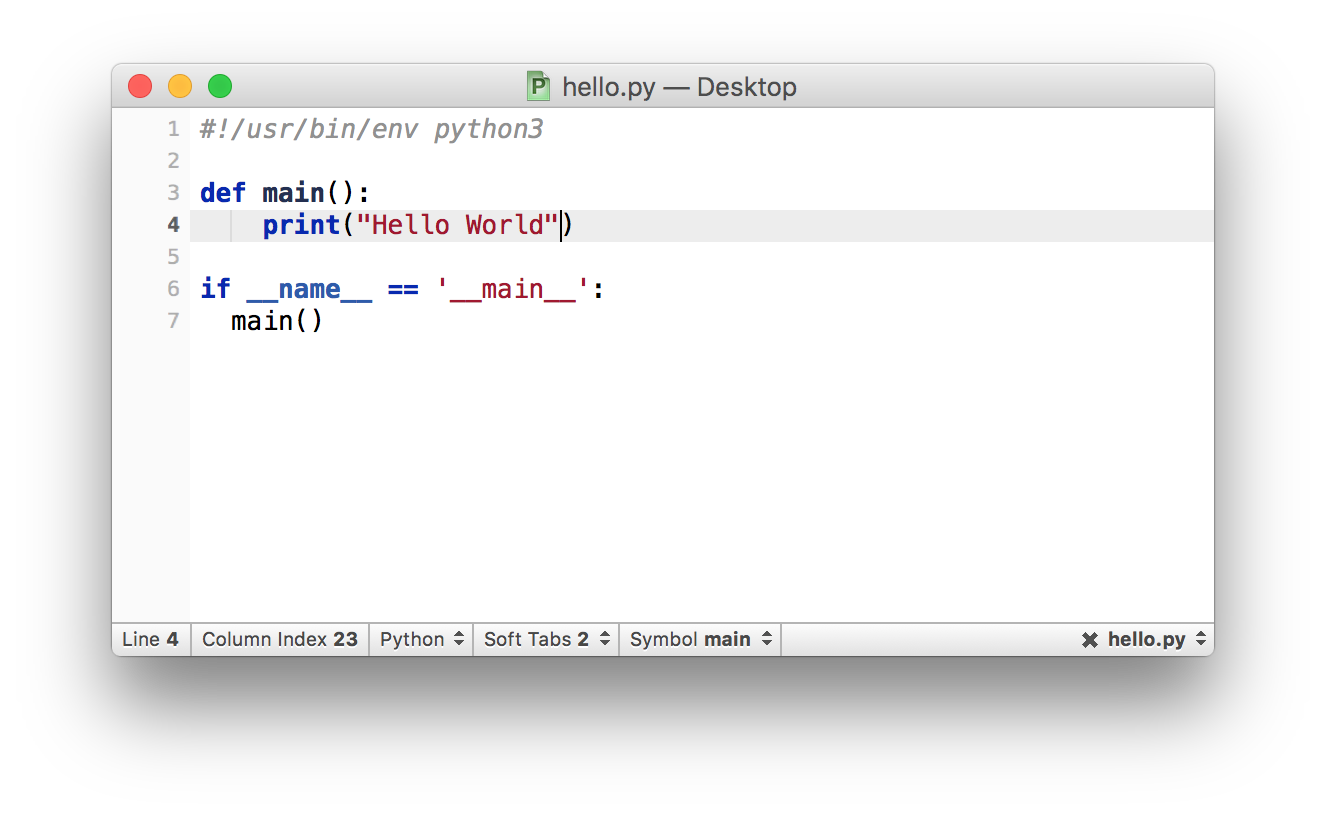 P hello.py — Desktop
1 #!/usr/bin/env python3
2
3 def main():
4     print("Hello World")
5
6 if __name__ == '__main__':
7   main()
Line 4 Column Index 23 Python Soft Tabs 2 Symbol main hello.py